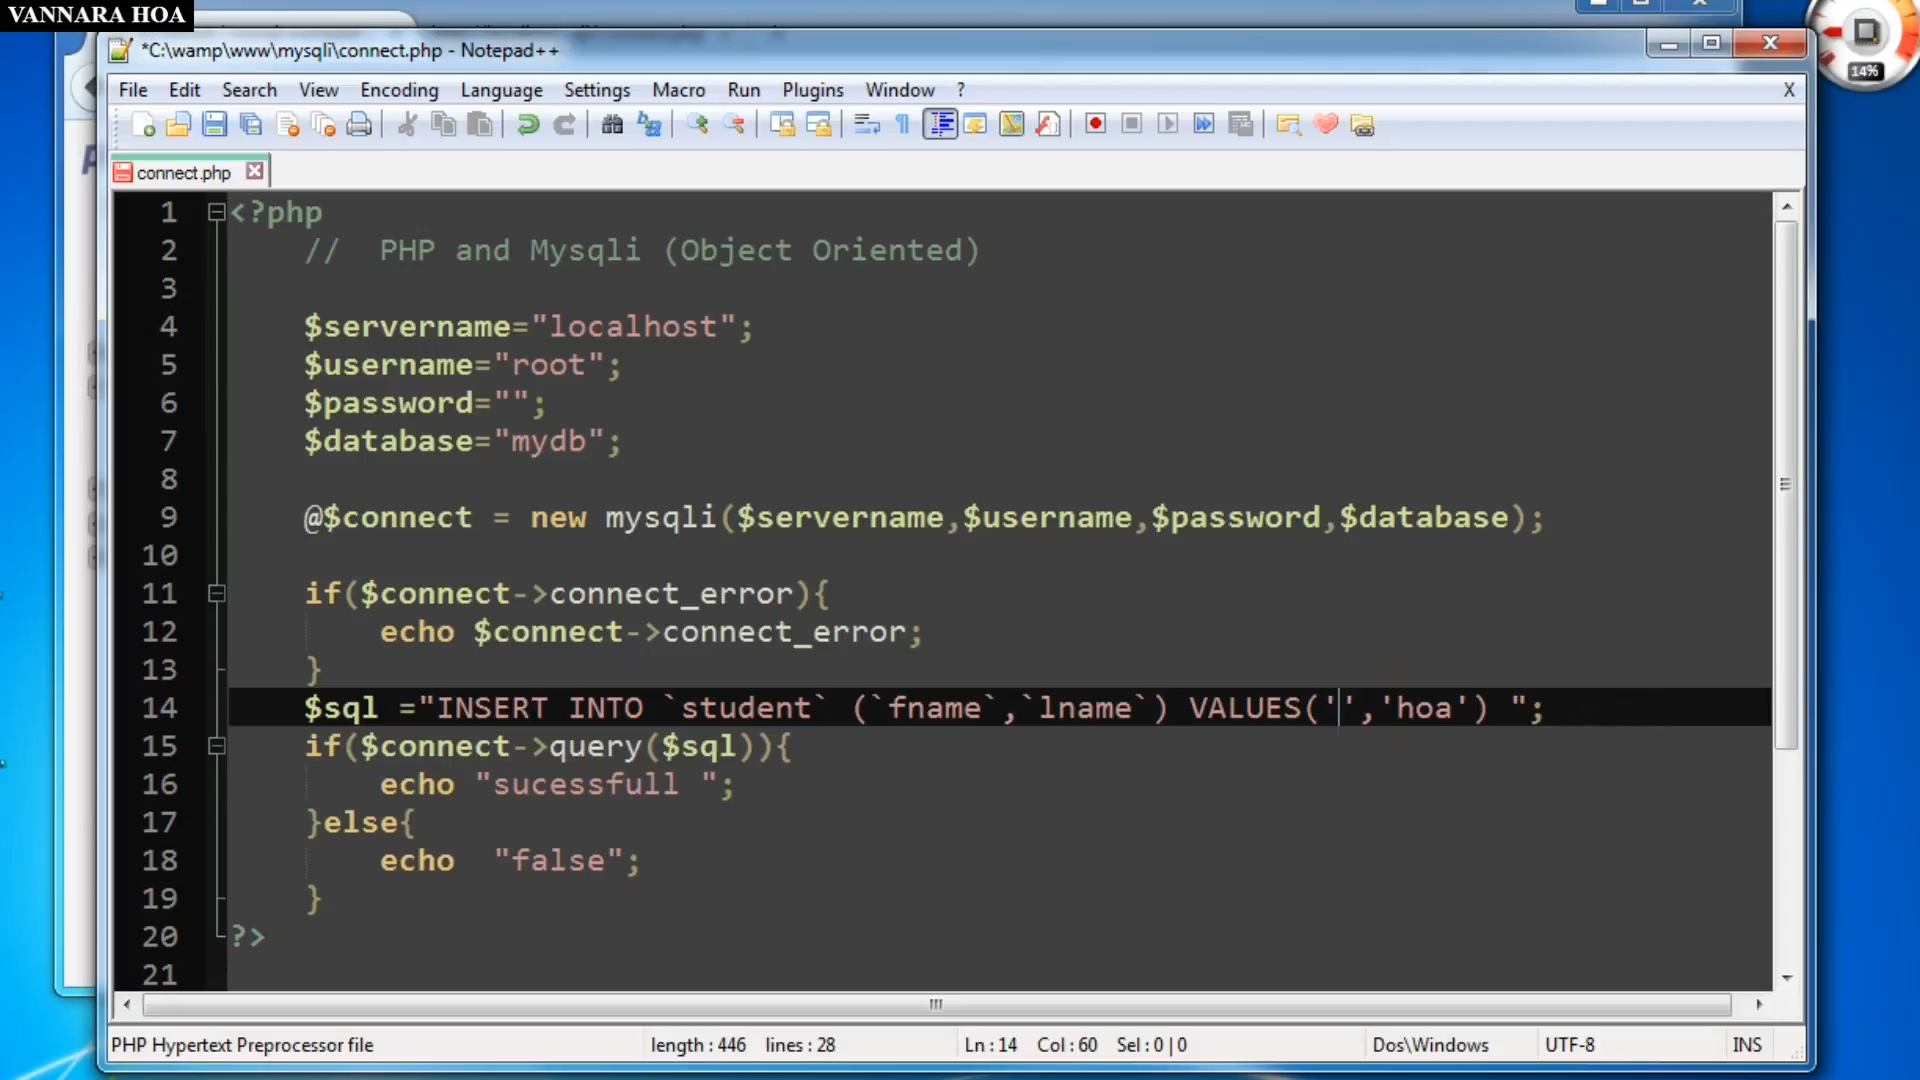 VANNARA HOA
*C:\wamp\www\mysqli\connect.php - Notepad++
File Edit Search View Encoding Language Settings Macro Run Plugins Window ? X
14%
connect.php
1 <?php
2 // PHP and Mysqli (Object Oriented)
3
4 $servername="localhost";
5 $username="root";
6 $password="";
7 $database="mydb";
8
9 @$connect = new mysqli($servername,$username,$password,$database);
10
11 if($connect->connect_error){
12 echo $connect->connect_error;
13 }
14 $sql ="INSERT INTO `student` (`fname`,`lname`) VALUES('','hoa') ";
15 if($connect->query($sql)){
16 echo "sucessfull ";
17 }else{
18 echo "false";
19 }
20 ?>
21
PHP Hypertext Preprocessor file length : 446 lines : 28 Ln : 14 Col : 60 Sel : 0 | 0 Dos\Windows UTF-8 INS